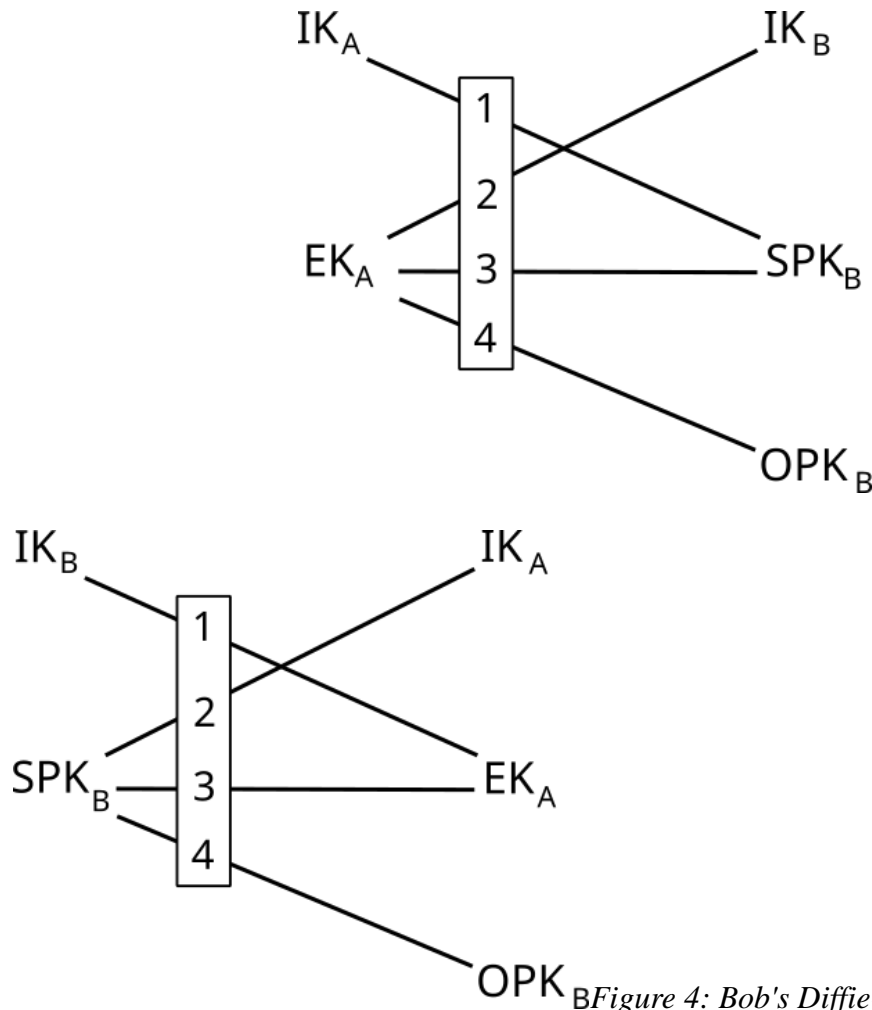 IKA IKB
1
2
EKA 3 SPKB
4
OPKB
IKB IKA
1
2
SPKB 3 EKA
4
OPKB Figure 4: Bob's Diffie